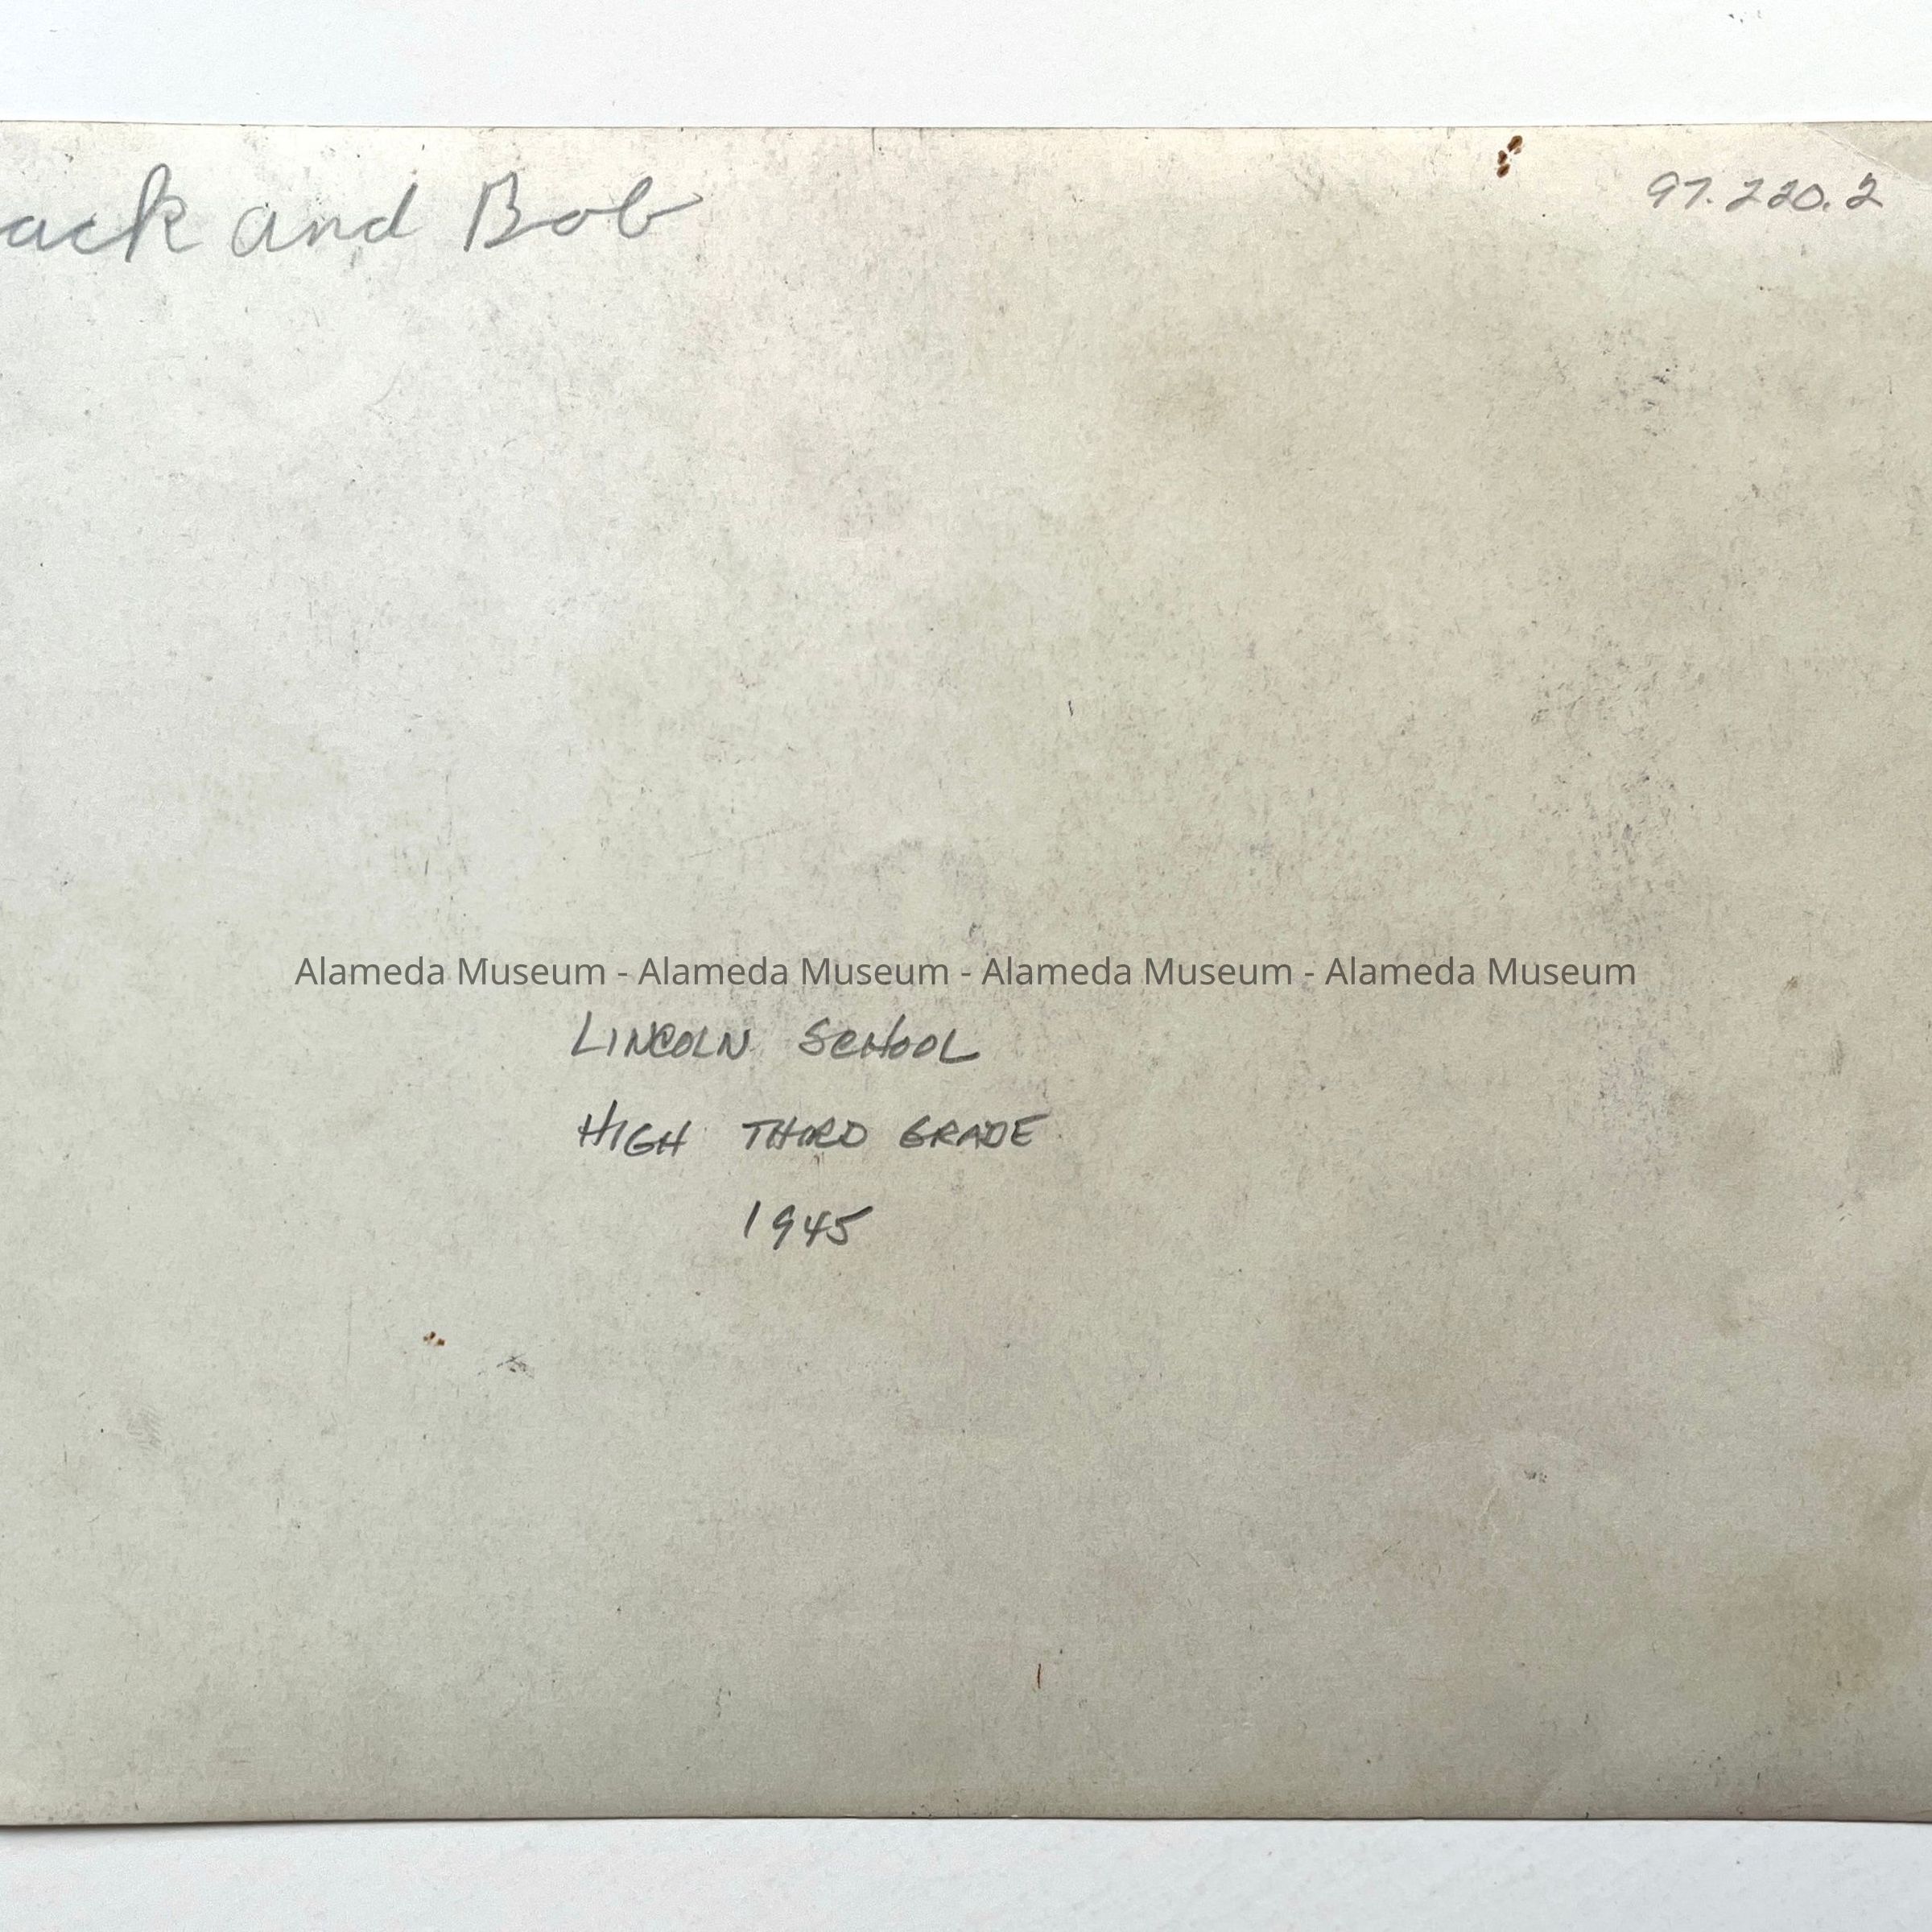 ack and Bob
97.220.2
Alameda Museum - Alameda Museum - Alameda Museum - Alameda Museum
LINCOLN SCHOOL
HIGH THIRD GRADE
1945